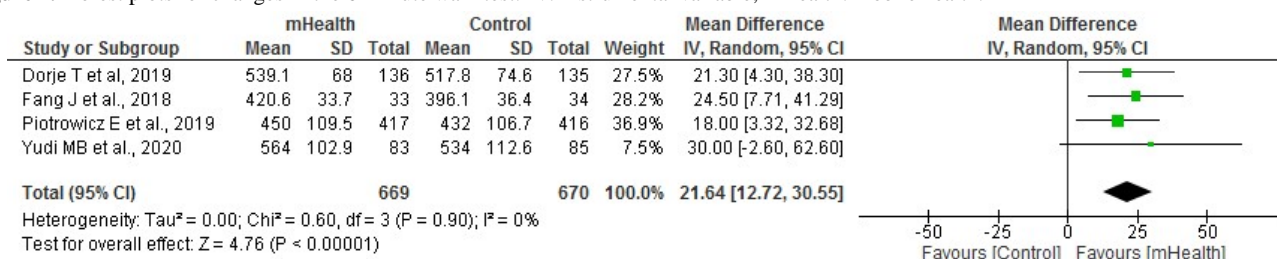 mHealth Control Mean Difference Mean Difference
Study or Subgroup Mean SD Total Mean SD Total Weight IV, Random, 95% CI IV, Random, 95% CI
Dorje T et al, 2019 539.1 68 136 517.8 74.6 135 27.5% 21.30 [4.30, 38.30]
Fang J et al., 2018 420.6 33.7 33 396.1 36.4 34 28.2% 24.50 [7.71, 41.29]
Piotrowicz E et al., 2019 450 109.5 417 432 106.7 416 36.9% 18.00 [3.32, 32.68]
Yudi MB et al., 2020 564 102.9 83 534 112.6 85 7.5% 30.00 [-2.60, 62.60]
Total (95% CI) 669 670 100.0% 21.64 [12.72, 30.55]
Heterogeneity: Tau² = 0.00; Chi² = 0.60, df = 3 (P = 0.90); I² = 0%
Test for overall effect: Z = 4.76 (P < 0.00001)
-50 -25 0 25 50
Favours [Control] Favours [mHealth]